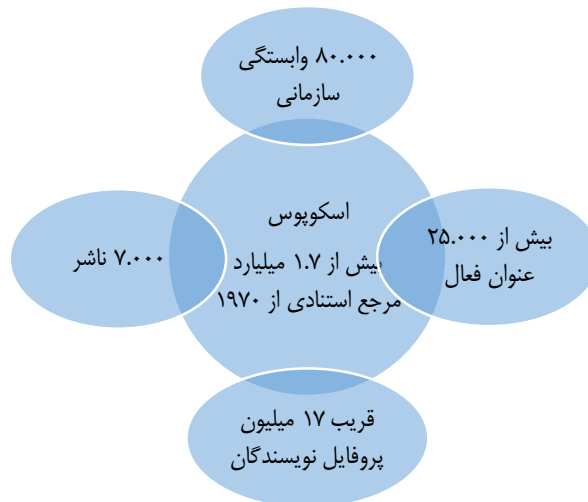 ۸۰.۰۰۰ وابستگی
سازمانی
اسکوپوس
بیش از ۱.۷ میلیارد
مرجع استنادی از ۱۹۷۰
بیش از ۲۵.۰۰۰
عنوان فعال
۷.۰۰۰ ناشر
قریب ۱۷ میلیون
پروفایل نویسندگان